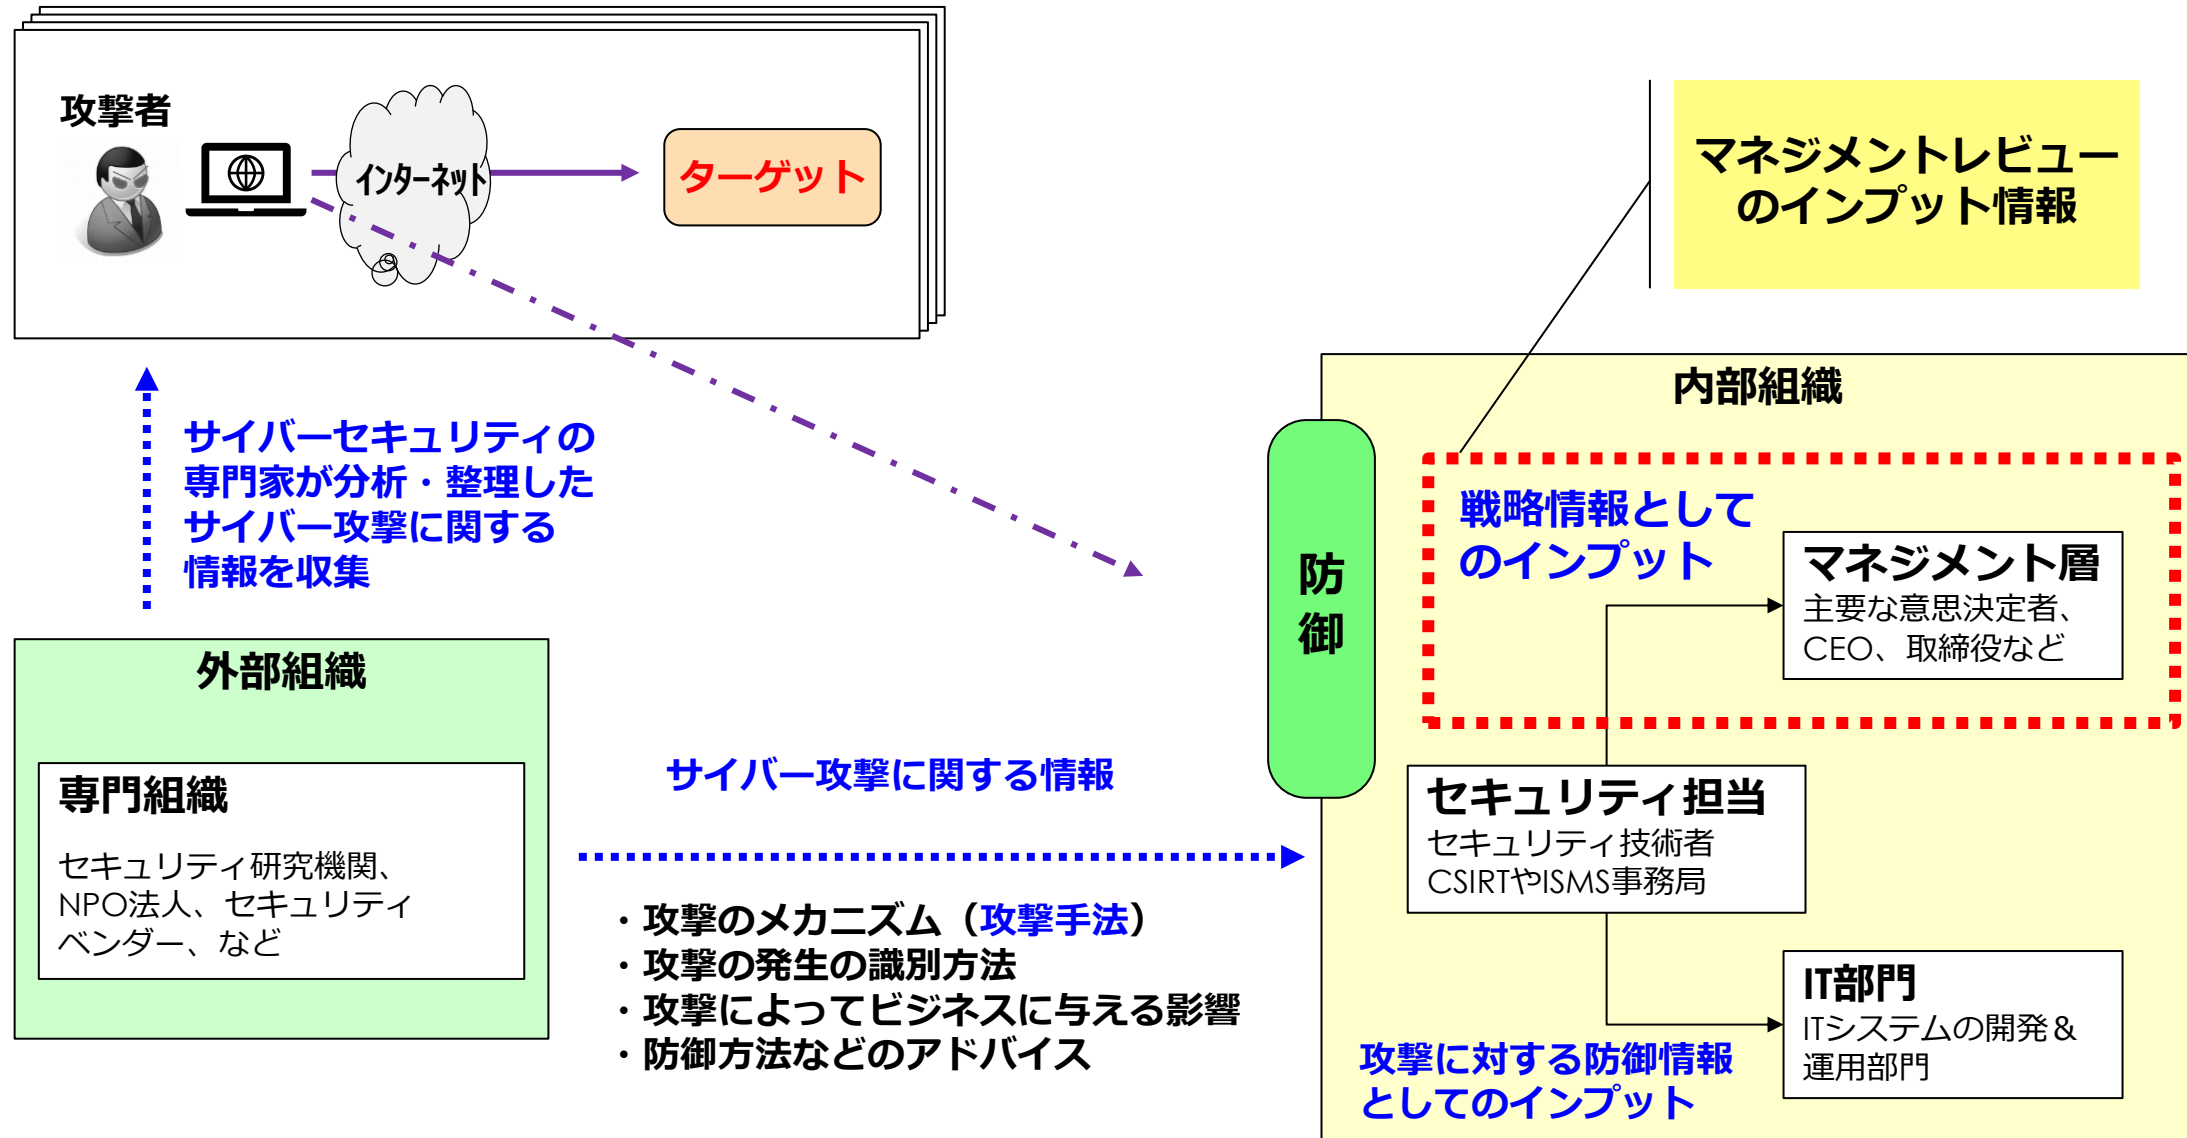 攻撃者
インターネット
ターゲット
マネジメントレビュー
のインプット情報
サイバーセキュリティの
専門家が分析・整理した
サイバー攻撃に関する
情報を収集
内部組織
防
御
戦略情報として
のインプット
マネジメント層
主要な意思決定者、
CEO、取締役など
外部組織
専門組織
セキュリティ研究機関、
NPO法人、セキュリティ
ベンダー、など
サイバー攻撃に関する情報
・攻撃のメカニズム（攻撃手法）
・攻撃の発生の識別方法
・攻撃によってビジネスに与える影響
・防御方法などのアドバイス
セキュリティ担当
セキュリティ技術者
CSIRTやISMS事務局
IT部門
ITシステムの開発＆
運用部門
攻撃に対する防御情報
としてのインプット